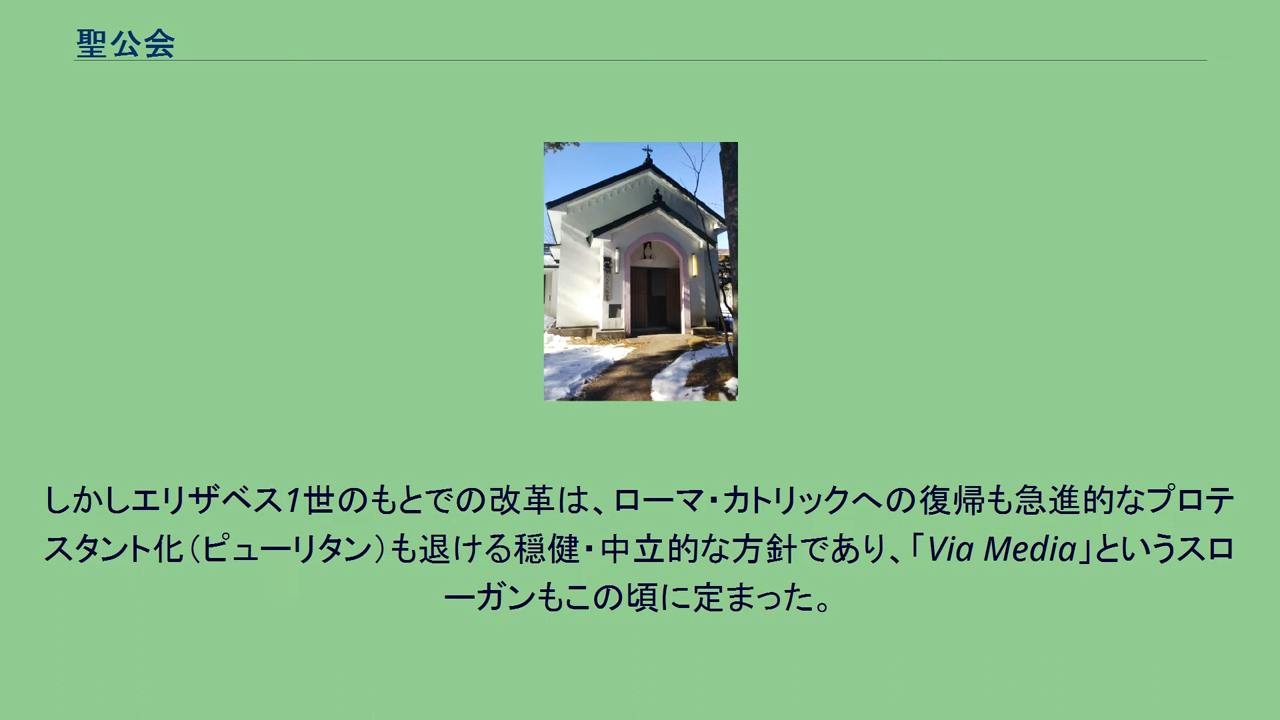 聖公会
しかしエリザベス1世のもとでの改革は、ローマ・カトリックへの復帰も急進的なプロテ
スタント化（ピューリタン）も退ける穏健・中立的な方針であり、「Via Media」というスロ
ーガンもこの頃に定まった。